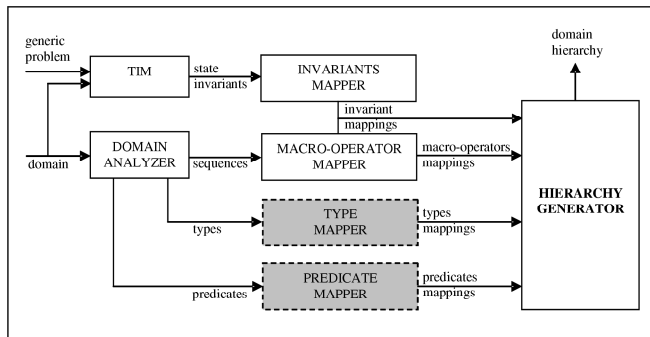 generic
problem
TIM
state
invariants
INVARIANTS
MAPPER
domain
hierarchy
invariant
mappings
domain
DOMAIN
ANALYZER
sequences
MACRO-OPERATOR
MAPPER
macro-operators
mappings
HIERARCHY
GENERATOR
types
TYPE
MAPPER
types
mappings
predicates
PREDICATE
MAPPER
predicates
mappings